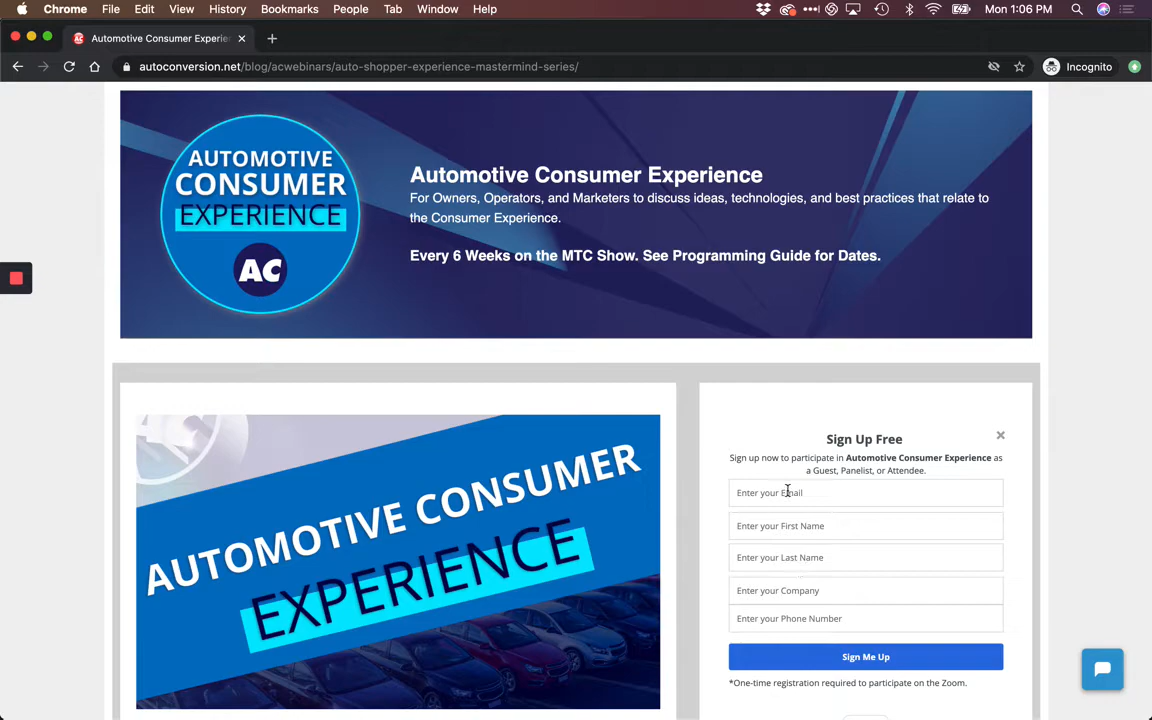 Chrome File Edit View History Bookmarks People Tab Window Help Mon 1:06 PM
Automotive Consumer Experien
autoconversion.net/blog/acwebinars/auto-shopper-experience-mastermind-series/ Incognito
AUTOMOTIVE
CONSUMER
EXPERIENCE
AC
Automotive Consumer Experience
For Owners, Operators, and Marketers to discuss ideas, technologies, and best practices that relate to
the Consumer Experience.
Every 6 Weeks on the MTC Show. See Programming Guide for Dates.
AUTOMOTIVE CONSUMER
EXPERIENCE
Sign Up Free
Sign up now to participate in Automotive Consumer Experience as
a Guest, Panelist, or Attendee.
Enter your Email
Enter your First Name
Enter your Last Name
Enter your Company
Enter your Phone Number
Sign Me Up
*One-time registration required to participate on the Zoom.